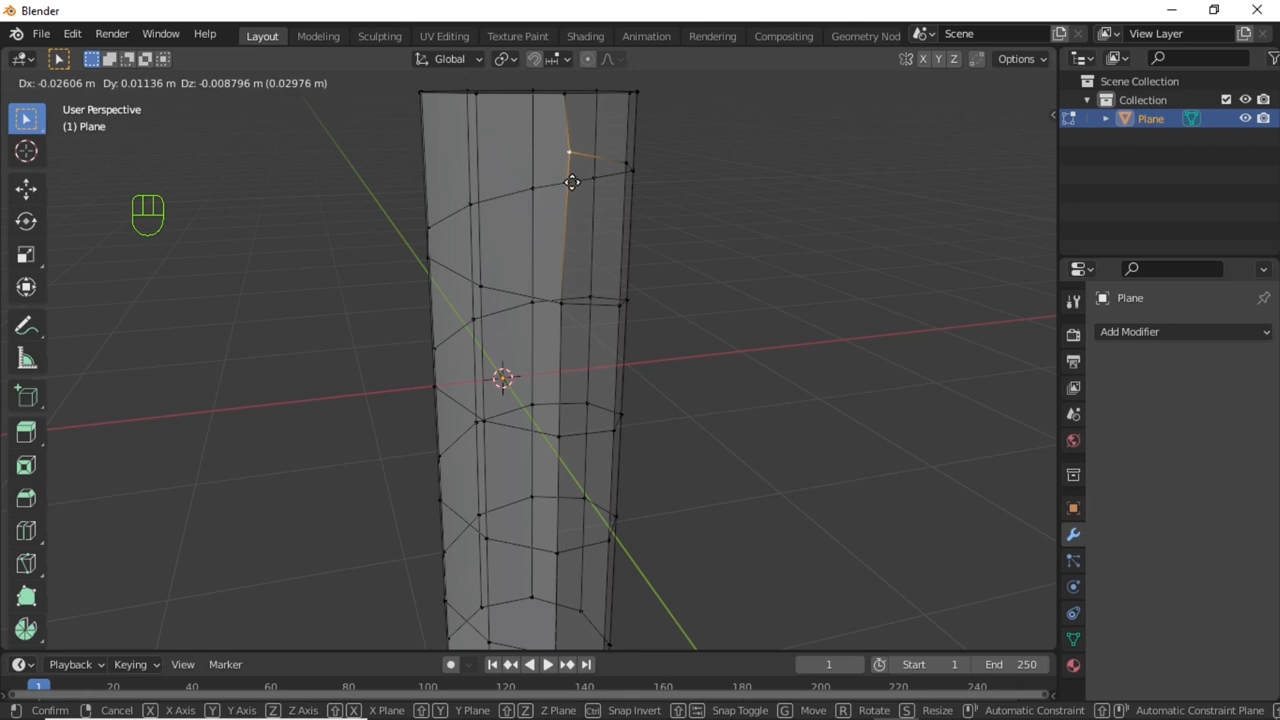 Blender
File Edit Render Window Help Layout Modeling Sculpting UV Editing Texture Paint Shading Animation Rendering Compositing Geometry Nod Scene View Layer
Global Options
X Y Z
Dx: -0.02606 m Dy: 0.01136 m Dz: -0.008796 m (0.02976 m)
Scene Collection
User Perspective
Collection
(1) Plane
Plane
Plane
Add Modifier
Playback Keying View Marker 1 Start 1 End 250
1 20 40 60 80 100 120 140 160 180 200 220 240
Confirm Cancel X X Axis Y Y Axis Z Z Axis X X Plane Y Y Plane Z Z Plane Ctrl Snap Invert Snap Toggle G Move R Rotate S Resize Automatic Constraint Automatic Constraint Plane